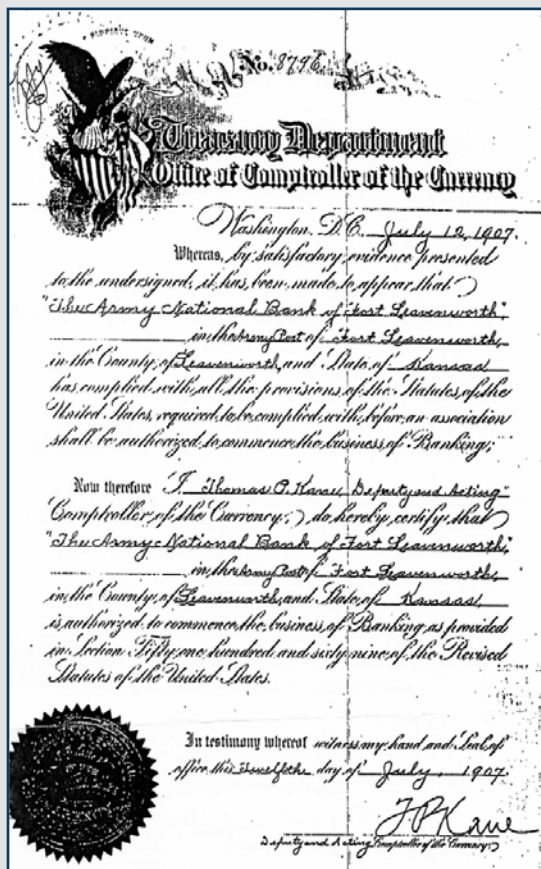 E PLURIBUS UNUM
No. 8796
Treasury Department
Office of Comptroller of the Currency
Washington, D.C. July 12, 1907.
Whereas, by satisfactory evidence presented
to the undersigned, it has been made to appear that
"The Army National Bank of Fort Leavenworth",
in the Army Post of Fort Leavenworth,
in the County of Leavenworth, and State of Kansas
has complied with all the provisions of the Statutes of the
United States, required to be complied with before an association
shall be authorized to commence the business of Banking;
Now therefore I, Thomas P. Kane, Deputy and Acting
Comptroller of the Currency, do hereby certify that
"The Army National Bank of Fort Leavenworth",
in the Army Post of Fort Leavenworth,
in the County of Leavenworth, and State of Kansas,
is authorized to commence the business of Banking, as provided
in Section Fifty one hundred and sixty nine of the Revised
Statutes of the United States.
In testimony whereof witness my hand and Seal of
office this Twelfth day of July, 1907.
T P Kane
Deputy and Acting Comptroller of the Currency.